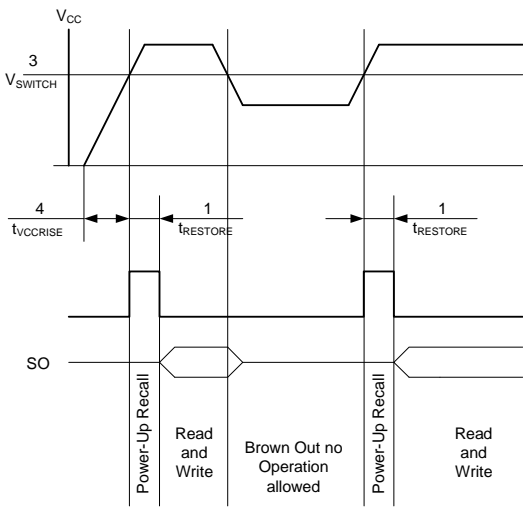 VCC
3
VSWITCH
4
tVCCRISE
1
tRESTORE
1
tRESTORE
SO
Power-Up Recall
Read
and
Write
Brown Out no
Operation
allowed
Power-Up Recall
Read
and
Write